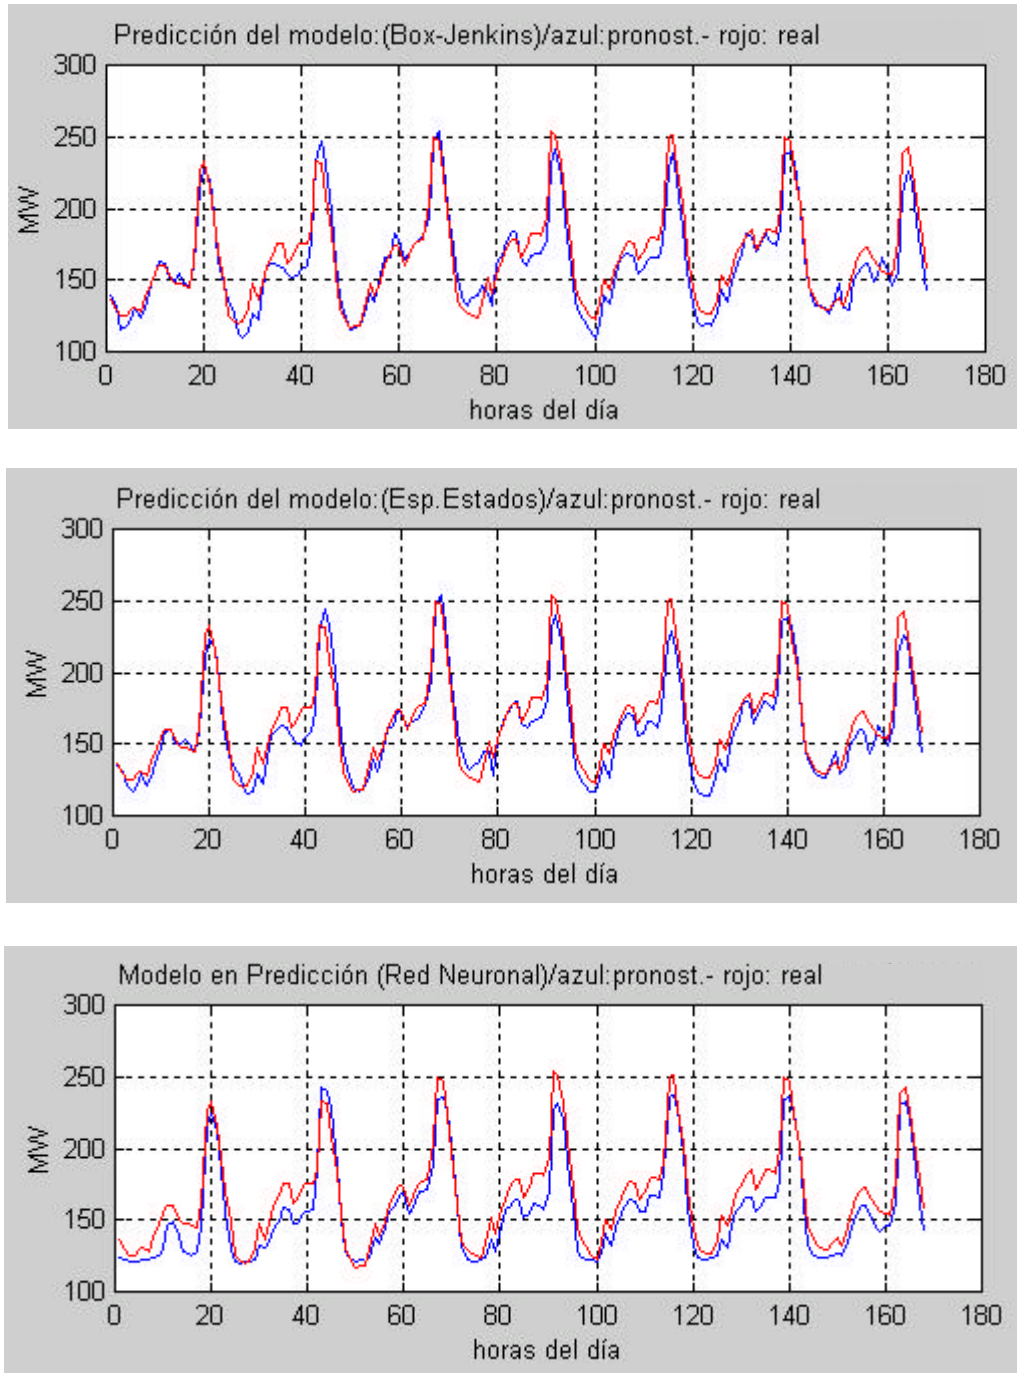 Predicción del modelo:(Box-Jenkins)/azul:pronost.- rojo: real
300
250
200
150
100
MW
0 20 40 60 80 100 120 140 160 180
horas del día
Predicción del modelo:(Esp.Estados)/azul:pronost.- rojo: real
300
250
200
150
100
MW
0 20 40 60 80 100 120 140 160 180
horas del día
Modelo en Predicción (Red Neuronal)/azul:pronost.- rojo: real
300
250
200
150
100
MW
0 20 40 60 80 100 120 140 160 180
horas del día